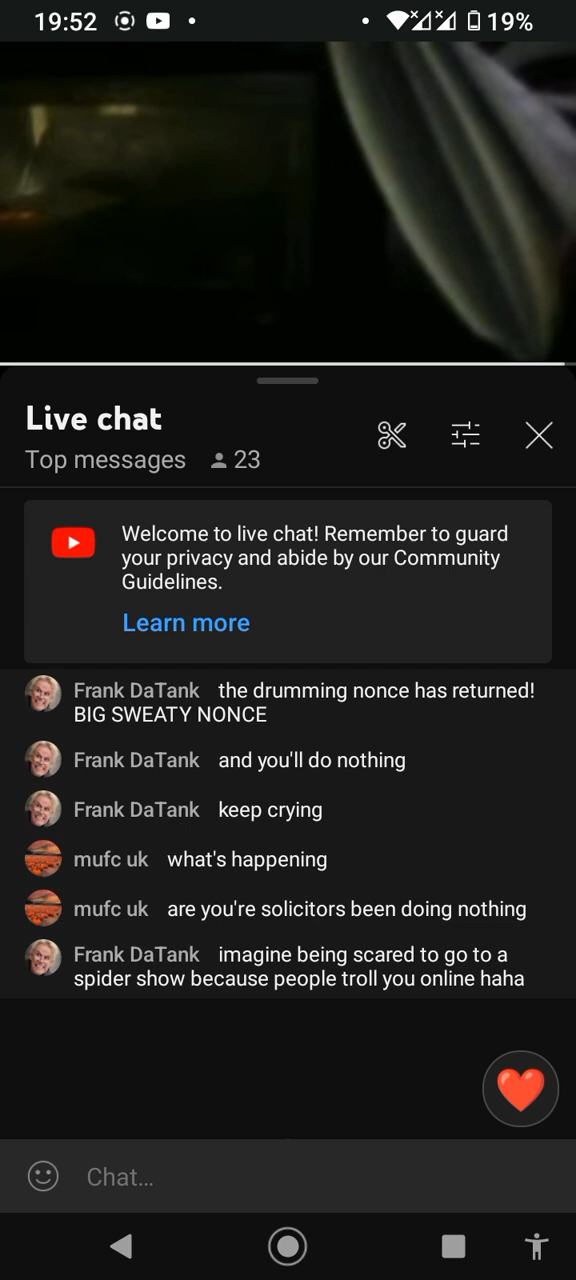 19:52
19%
Live chat
Top messages 23
Welcome to live chat! Remember to guard
your privacy and abide by our Community
Guidelines.
Learn more
Frank DaTank the drumming nonce has returned!
BIG SWEATY NONCE
Frank DaTank and you'll do nothing
Frank DaTank keep crying
mufc uk what's happening
mufc uk are you're solicitors been doing nothing
Frank DaTank imagine being scared to go to a
spider show because people troll you online haha
Chat...